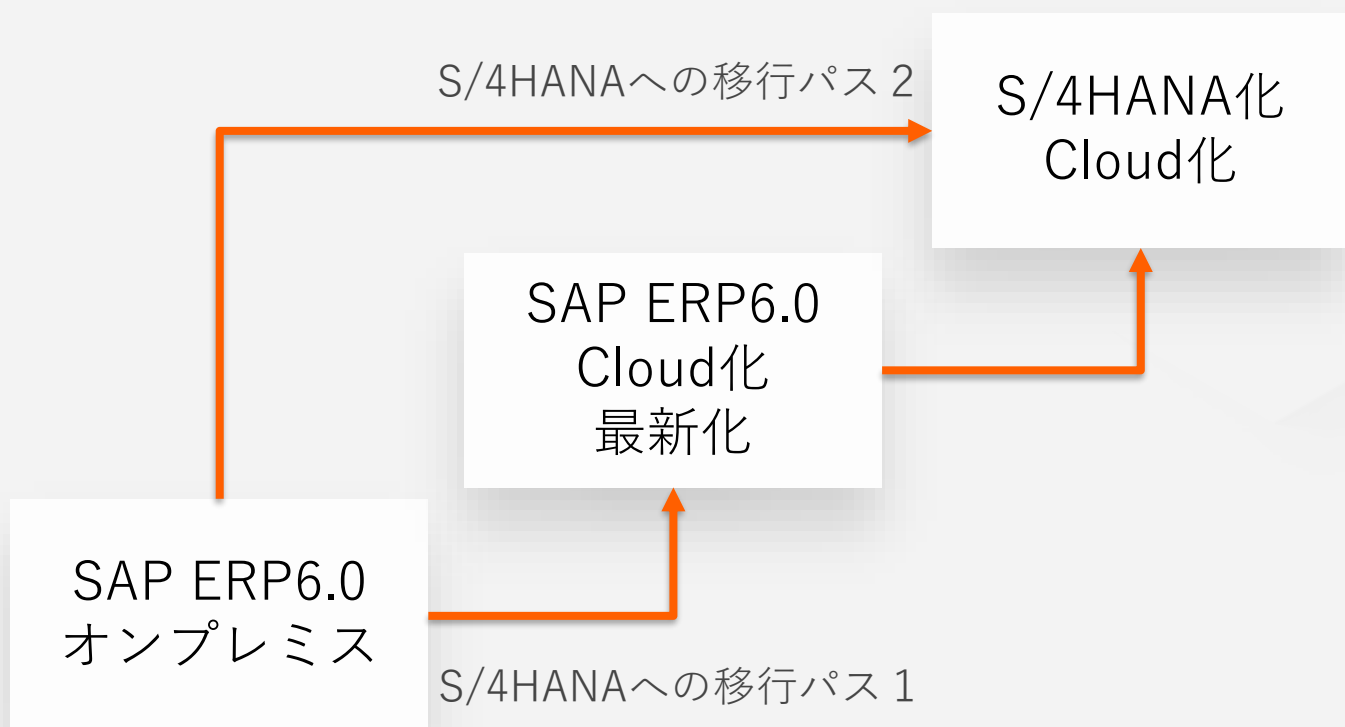 S/4HANAへの移行パス２
S/4HANA化
Cloud化
SAP ERP6.0
Cloud化
最新化
SAP ERP6.0
オンプレミス
S/4HANAへの移行パス１